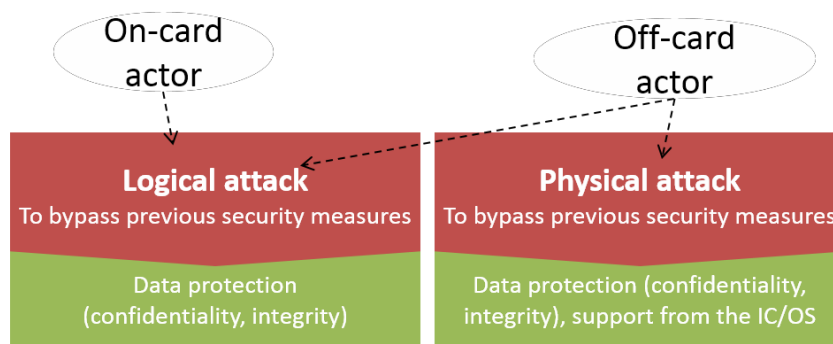 On-card
actor
Off-card
actor
Logical attack
To bypass previous security measures
Physical attack
To bypass previous security measures
Data protection
(confidentiality, integrity)
Data protection (confidentiality,
integrity), support from the IC/OS